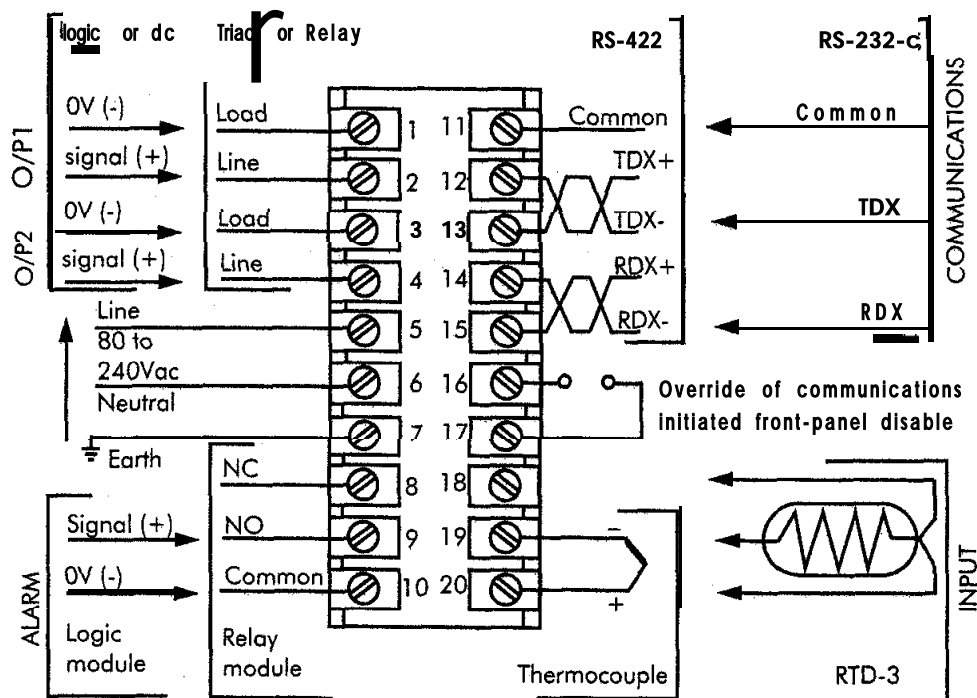 logic or dc Triac or Relay RS-422 RS-232-c
0V (-) Load 1 11 Common Common
signal (+) Line 2 12 TDX+
O/P1
0V (-) Load 3 13 TDX- TDX
signal (+) Line 4 14 RDX+
O/P2
Line 5 15 RDX- RDX
COMMUNICATIONS
80 to
240Vac 6 16 Override of communications
Neutral initiated front-panel disable
7 17
Earth
NC 8 18
Signal (+) NO 9 19 -
0V (-) Common 10 20 +
ALARM
INPUT
Logic Relay
module module Thermocouple RTD-3